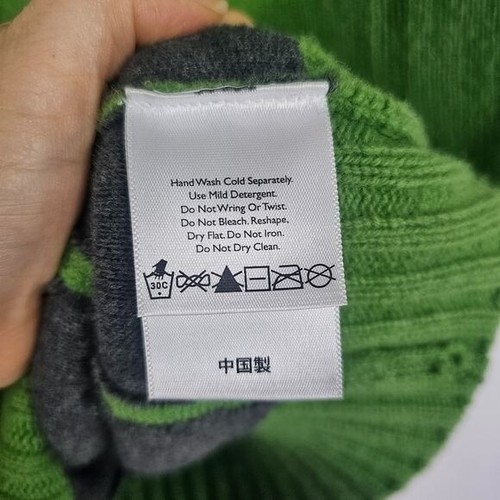 Hand Wash Cold Separately.
Use Mild Detergent.
Do Not Wring Or Twist.
Do Not Bleach. Reshape,
Dry Flat. Do Not Iron.
Do Not Dry Clean.
30C
中国製